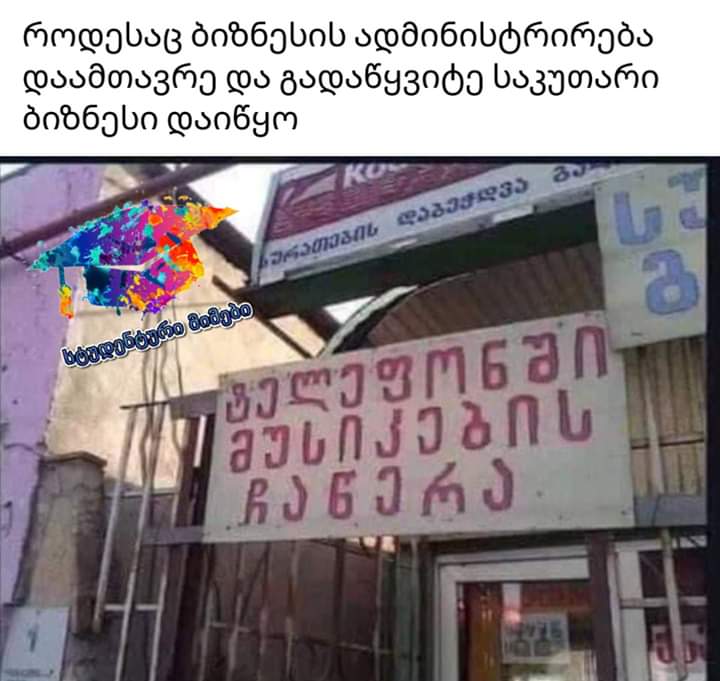 როდესაც ბიზნესის ადმინისტრირება
დაამთავრე და გადაწყვიტე საკუთარი
ბიზნესი დაიწყო
სურათების დაბეჭდვა
სტუდენტური მიმები
ტელეფონში
მუსიკების
ჩაწერა